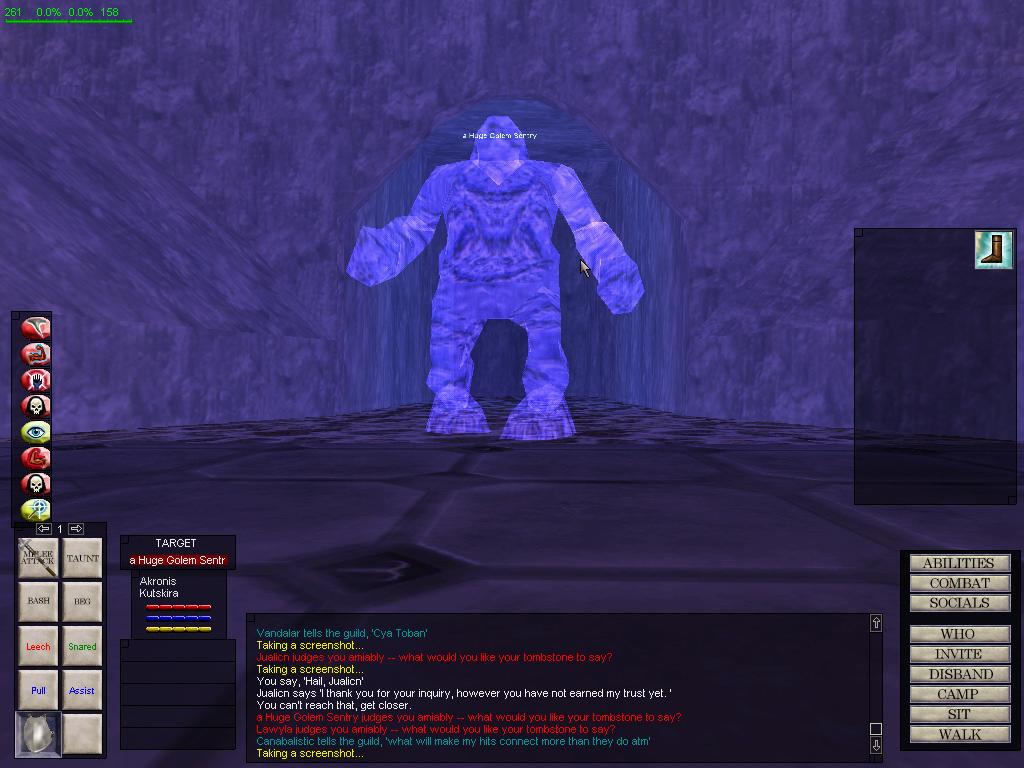 261 0.0% 0.0% 158
a Huge Golem Sentry
1
MELEE ATTACK
TAUNT
BASH
BEG
Leech
Snared
Pull
Assist
TARGET
a Huge Golem Sentr
Akronis
Kutskira
Vandalar tells the guild, 'Cya Toban'
Taking a screenshot...
Jualicn judges you amiably -- what would you like your tombstone to say?
Taking a screenshot...
You say, 'Hail, Jualicn'
Jualicn says 'I thank you for your inquiry, however you have not earned my trust yet. '
You can't reach that, get closer.
a Huge Golem Sentry judges you amiably -- what would you like your tombstone to say?
Lawyla judges you amiably -- what would you like your tombstone to say?
Canabalistic tells the guild, 'what will make my hits connect more than they do atm'
Taking a screenshot...
ABILITIES
COMBAT
SOCIALS
WHO
INVITE
DISBAND
CAMP
SIT
WALK